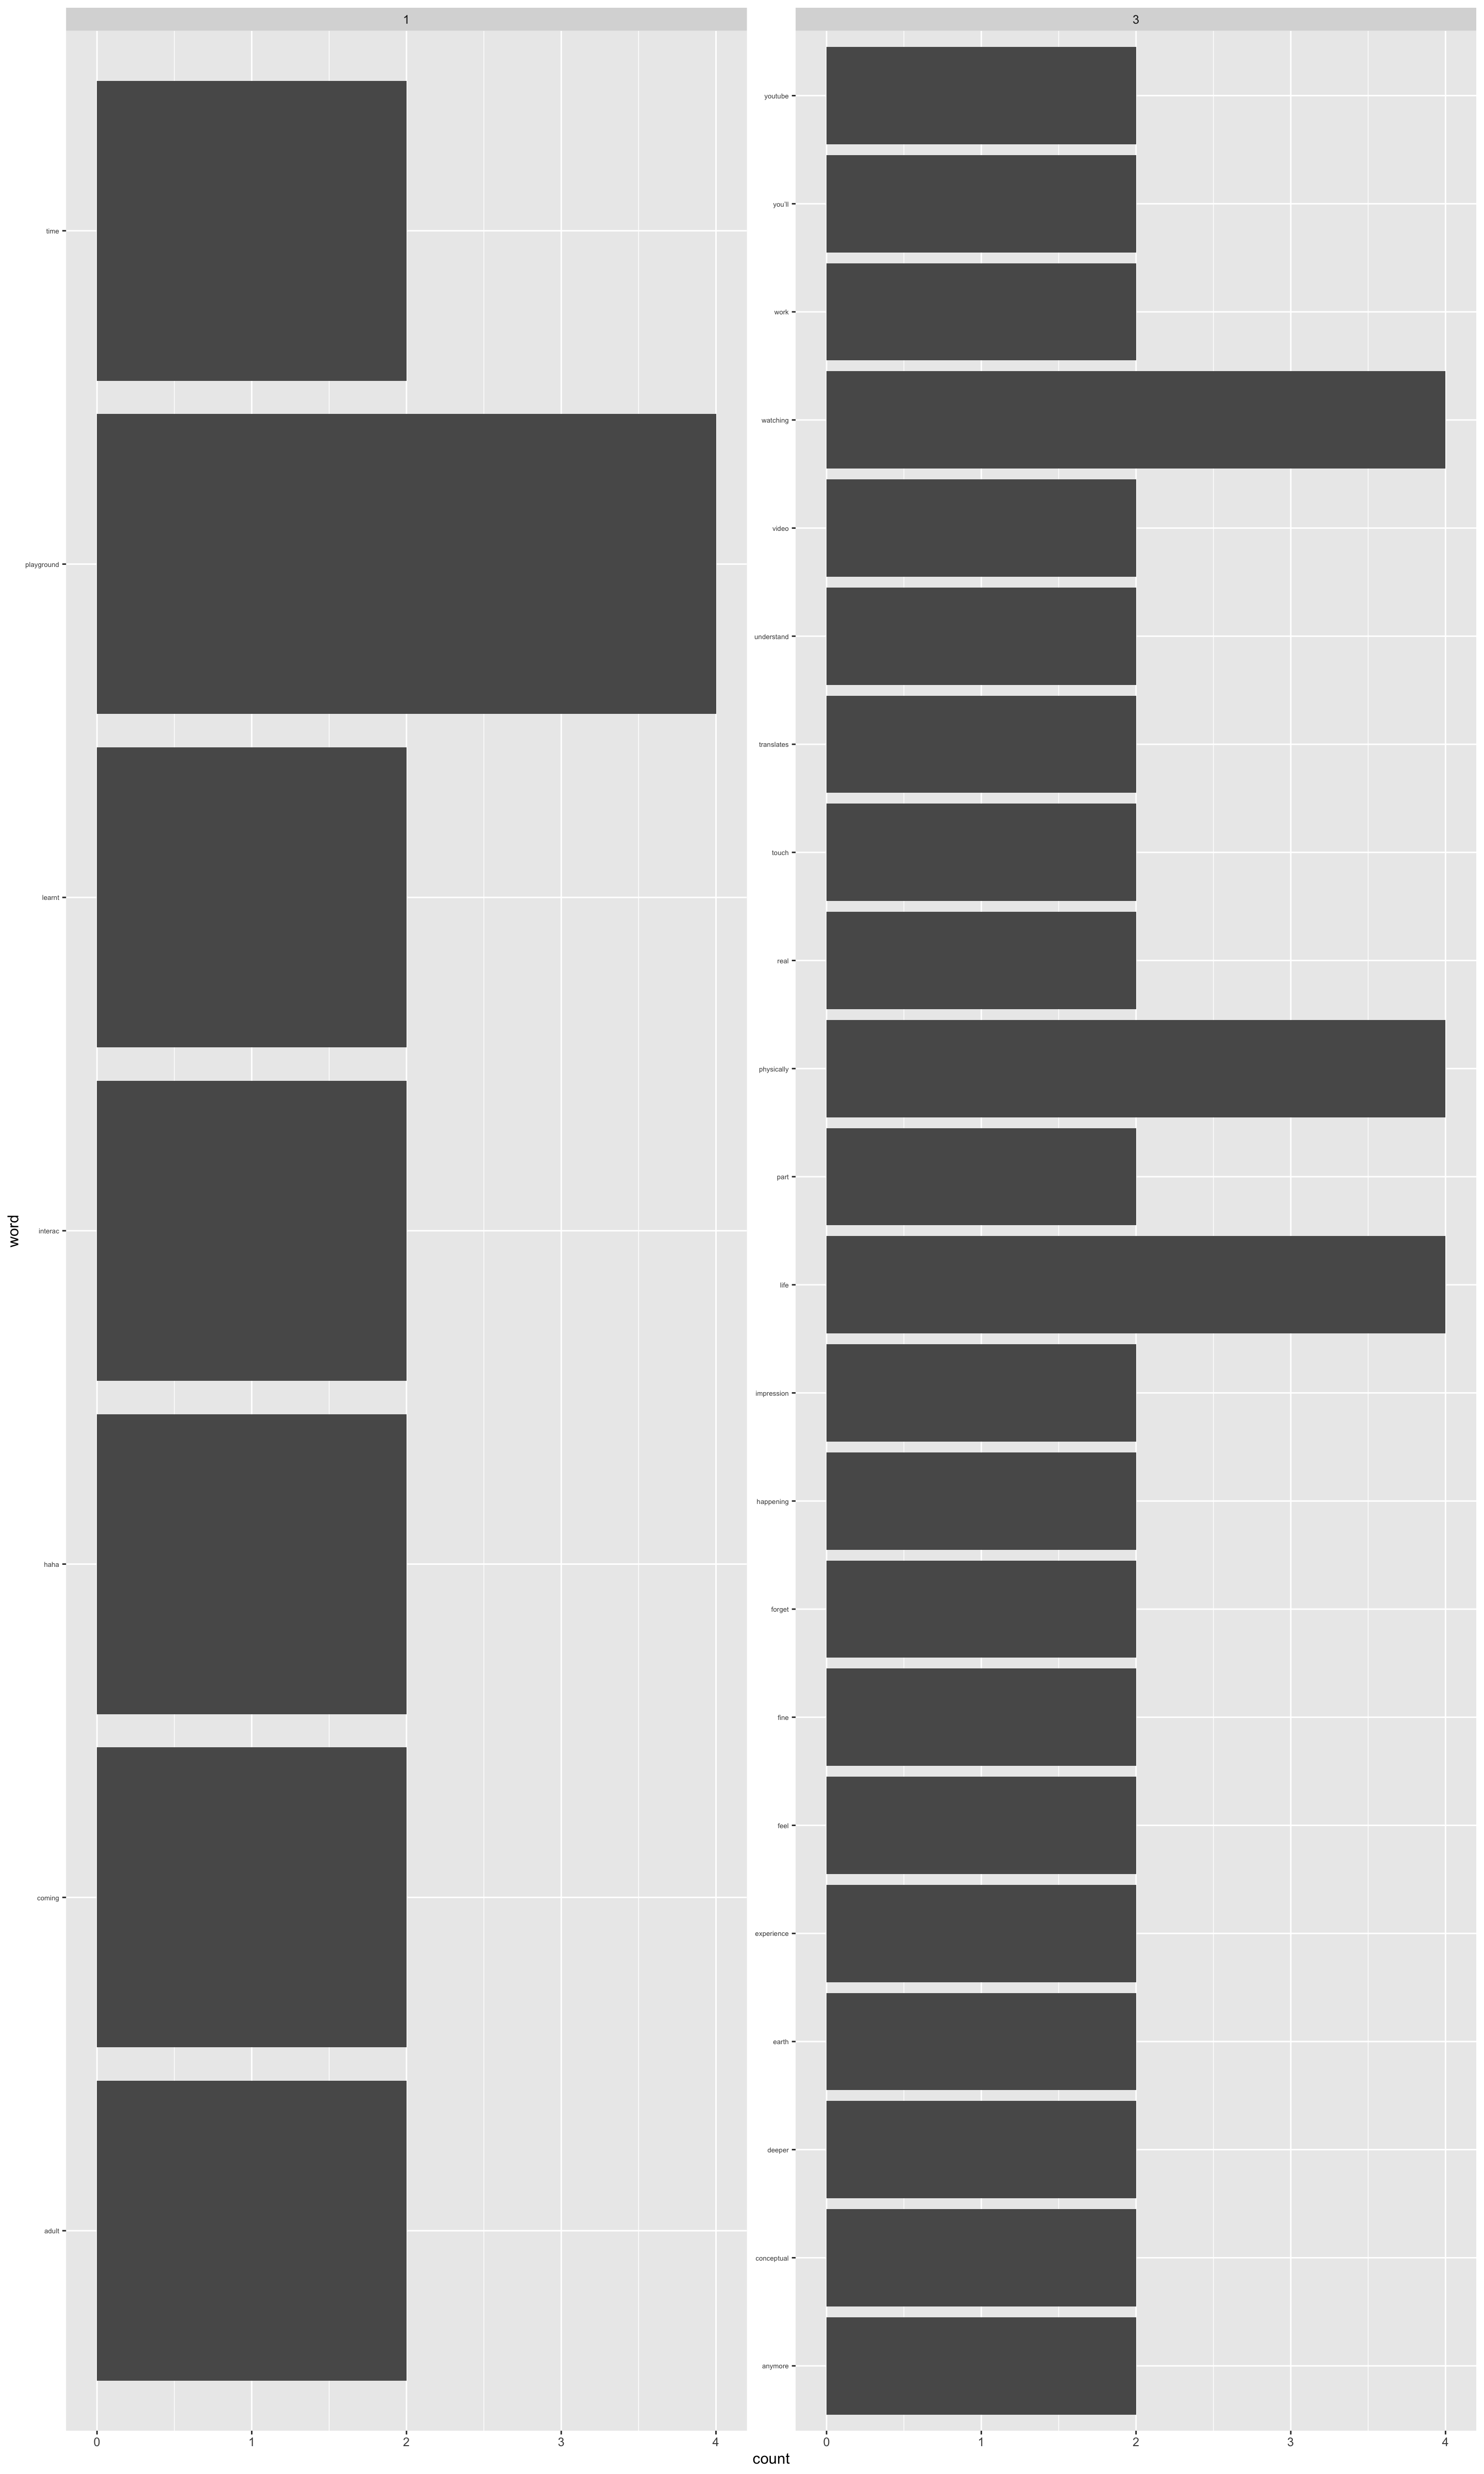 1
3
word
time
playground
learnt
interac
haha
coming
adult
youtube
you'll
work
watching
video
understand
translates
touch
real
physically
part
life
impression
happening
forget
fine
feel
experience
earth
deeper
conceptual
anymore
0 1 2 3 4
0 1 2 3 4
count